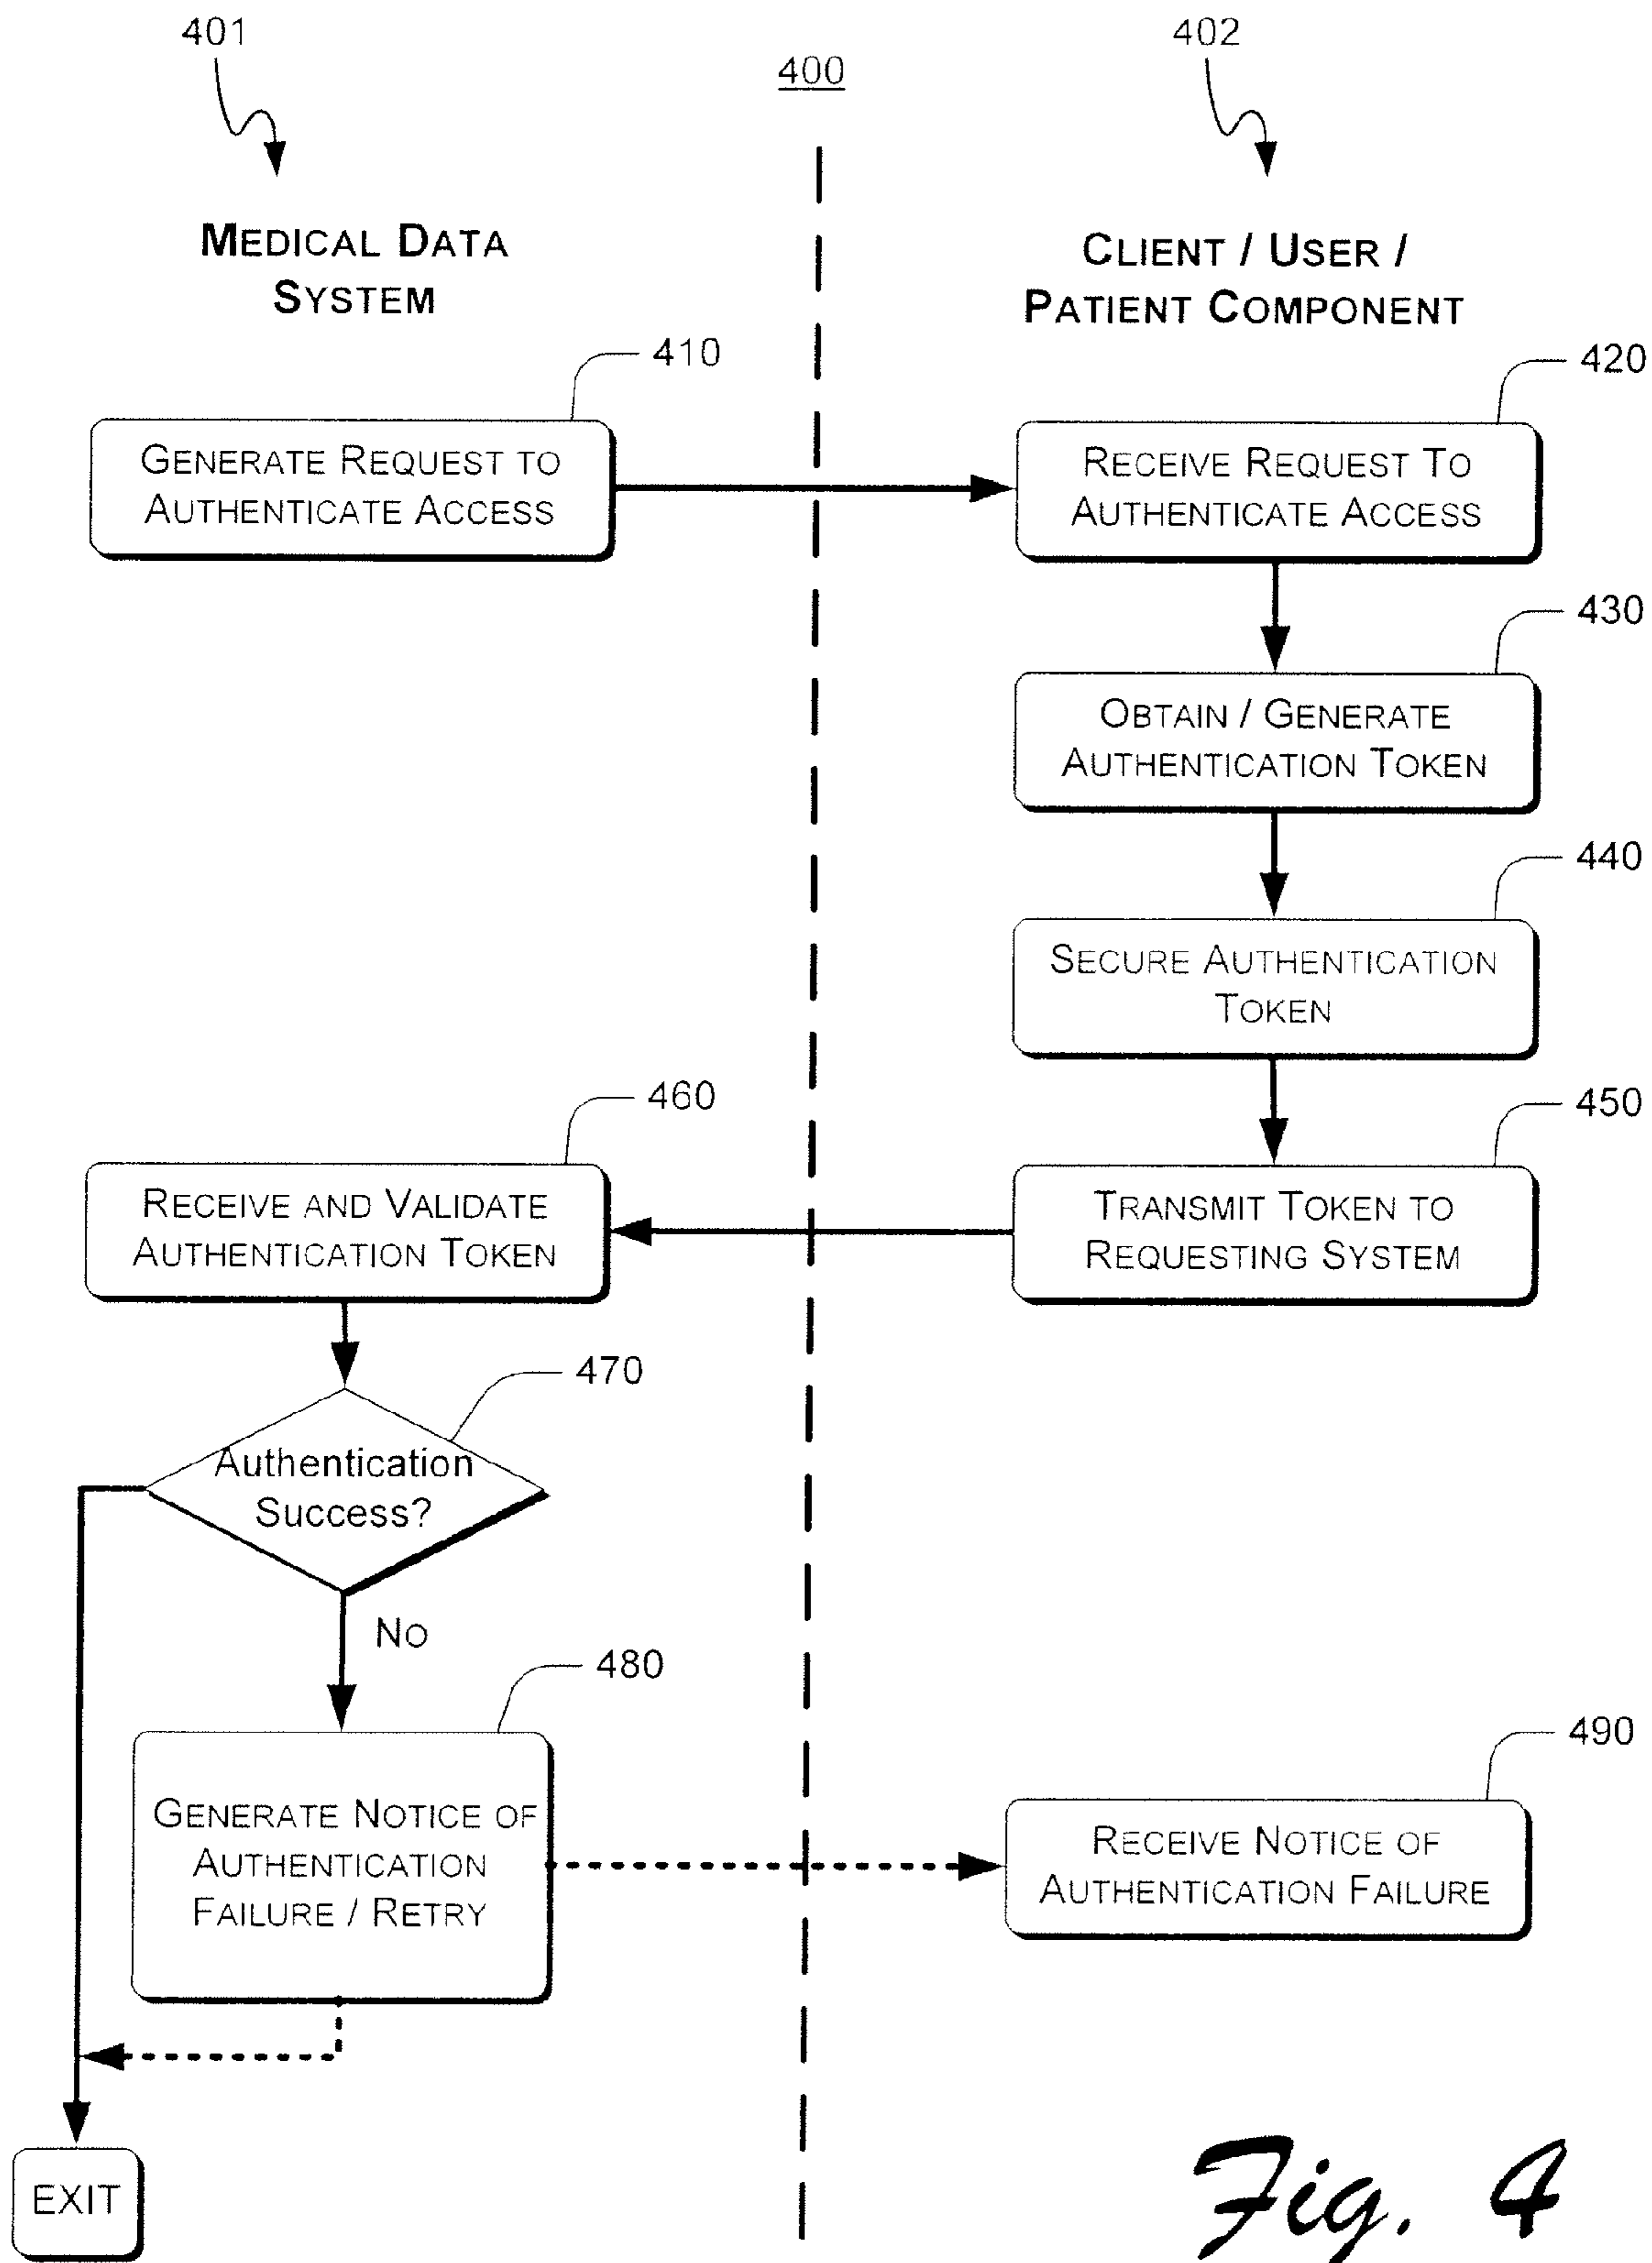 401
400
402
MEDICAL DATA
SYSTEM
CLIENT / USER /
PATIENT COMPONENT
410
GENERATE REQUEST TO
AUTHENTICATE ACCESS
420
RECEIVE REQUEST TO
AUTHENTICATE ACCESS
430
OBTAIN / GENERATE
AUTHENTICATION TOKEN
440
SECURE AUTHENTICATION
TOKEN
450
TRANSMIT TOKEN TO
REQUESTING SYSTEM
460
RECEIVE AND VALIDATE
AUTHENTICATION TOKEN
470
Authentication
Success?
NO
480
GENERATE NOTICE OF
AUTHENTICATION
FAILURE / RETRY
490
RECEIVE NOTICE OF
AUTHENTICATION FAILURE
EXIT
Fig. 4